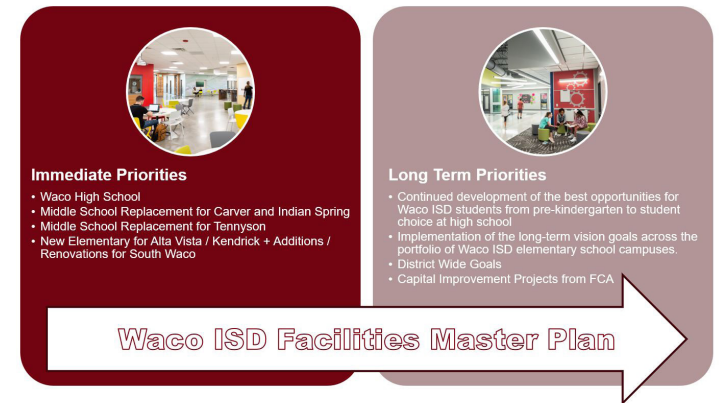 Immediate Priorities
• Waco High School
• Middle School Replacement for Carver and Indian Spring
• Middle School Replacement for Tennyson
• New Elementary for Alta Vista / Kendrick + Additions /
Renovations for South Waco
Long Term Priorities
• Continued development of the best opportunities for
Waco ISD students from pre-kindergarten to student
choice at high school
• Implementation of the long-term vision goals across the
portfolio of Waco ISD elementary school campuses.
• District Wide Goals
• Capital Improvement Projects from FCA
Waco ISD Facilities Master Plan